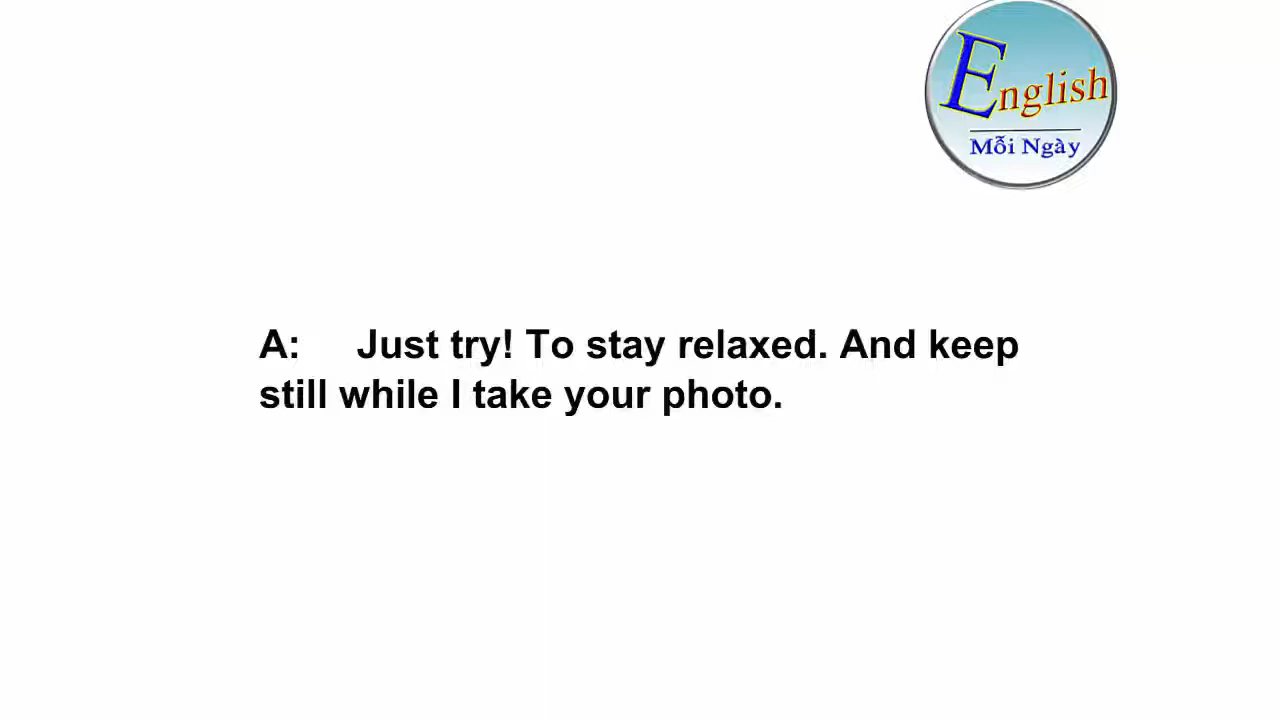 English
Mỗi Ngày
A: Just try! To stay relaxed. And keep
still while I take your photo.